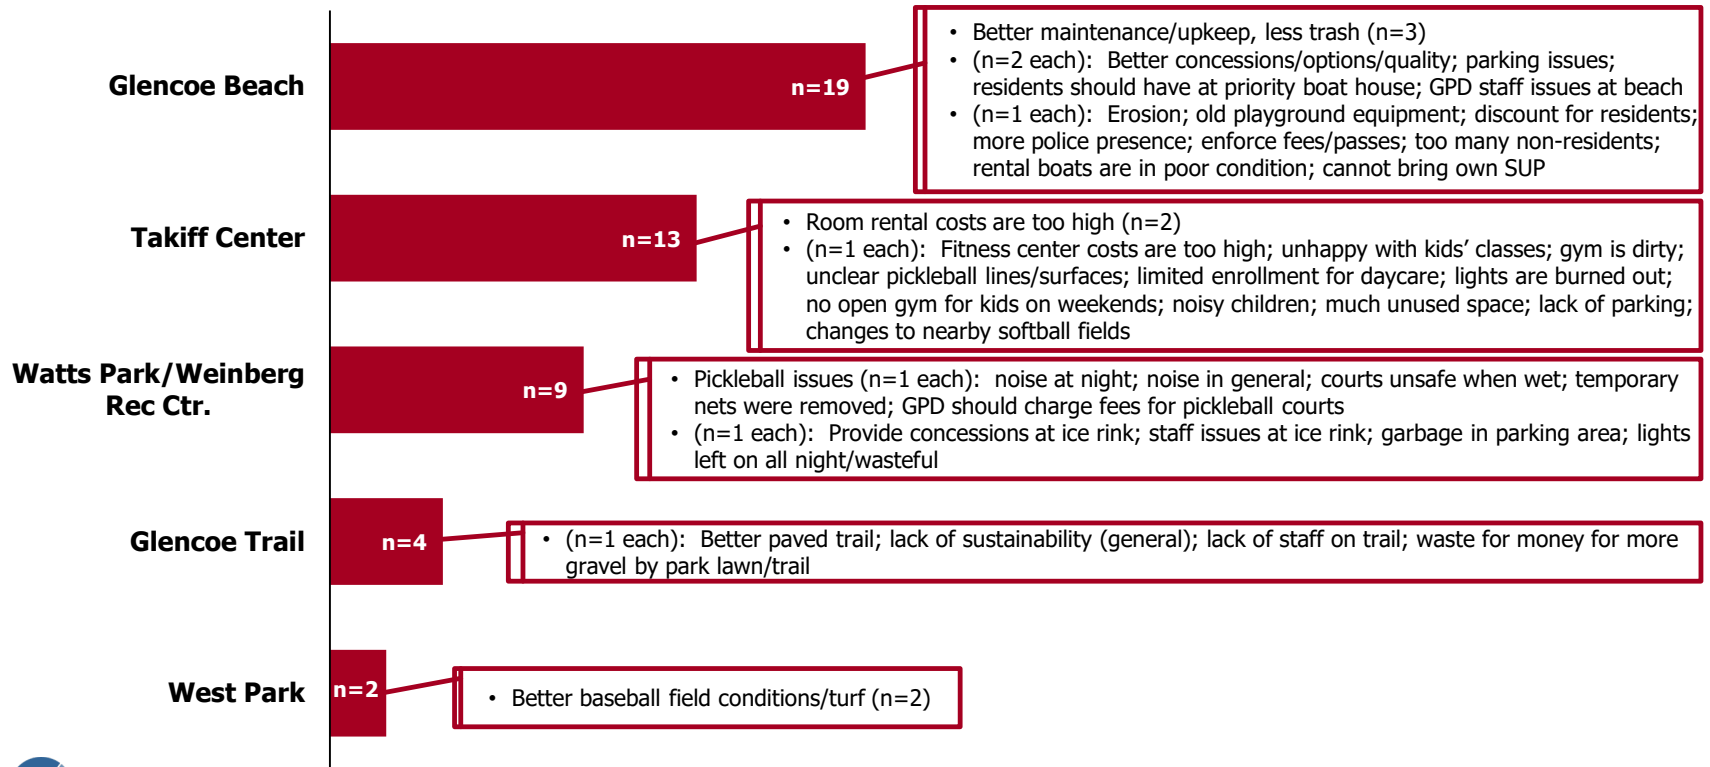 Glencoe Beach
n=19
• Better maintenance/upkeep, less trash (n=3)
• (n=2 each):  Better concessions/options/quality; parking issues;
residents should have at priority boat house; GPD staff issues at beach
• (n=1 each):  Erosion; old playground equipment; discount for residents;
more police presence; enforce fees/passes; too many non-residents;
rental boats are in poor condition; cannot bring own SUP
Takiff Center
n=13
• Room rental costs are too high (n=2)
• (n=1 each):  Fitness center costs are too high; unhappy with kids’ classes; gym is dirty;
unclear pickleball lines/surfaces; limited enrollment for daycare; lights are burned out;
no open gym for kids on weekends; noisy children; much unused space; lack of parking;
changes to nearby softball fields
Watts Park/Weinberg
Rec Ctr.
n=9
• Pickleball issues (n=1 each):  noise at night; noise in general; courts unsafe when wet; temporary
nets were removed; GPD should charge fees for pickleball courts
• (n=1 each):  Provide concessions at ice rink; staff issues at ice rink; garbage in parking area; lights
left on all night/wasteful
Glencoe Trail
n=4
• (n=1 each):  Better paved trail; lack of sustainability (general); lack of staff on trail; waste for money for more
gravel by park lawn/trail
West Park
n=2
• Better baseball field conditions/turf (n=2)